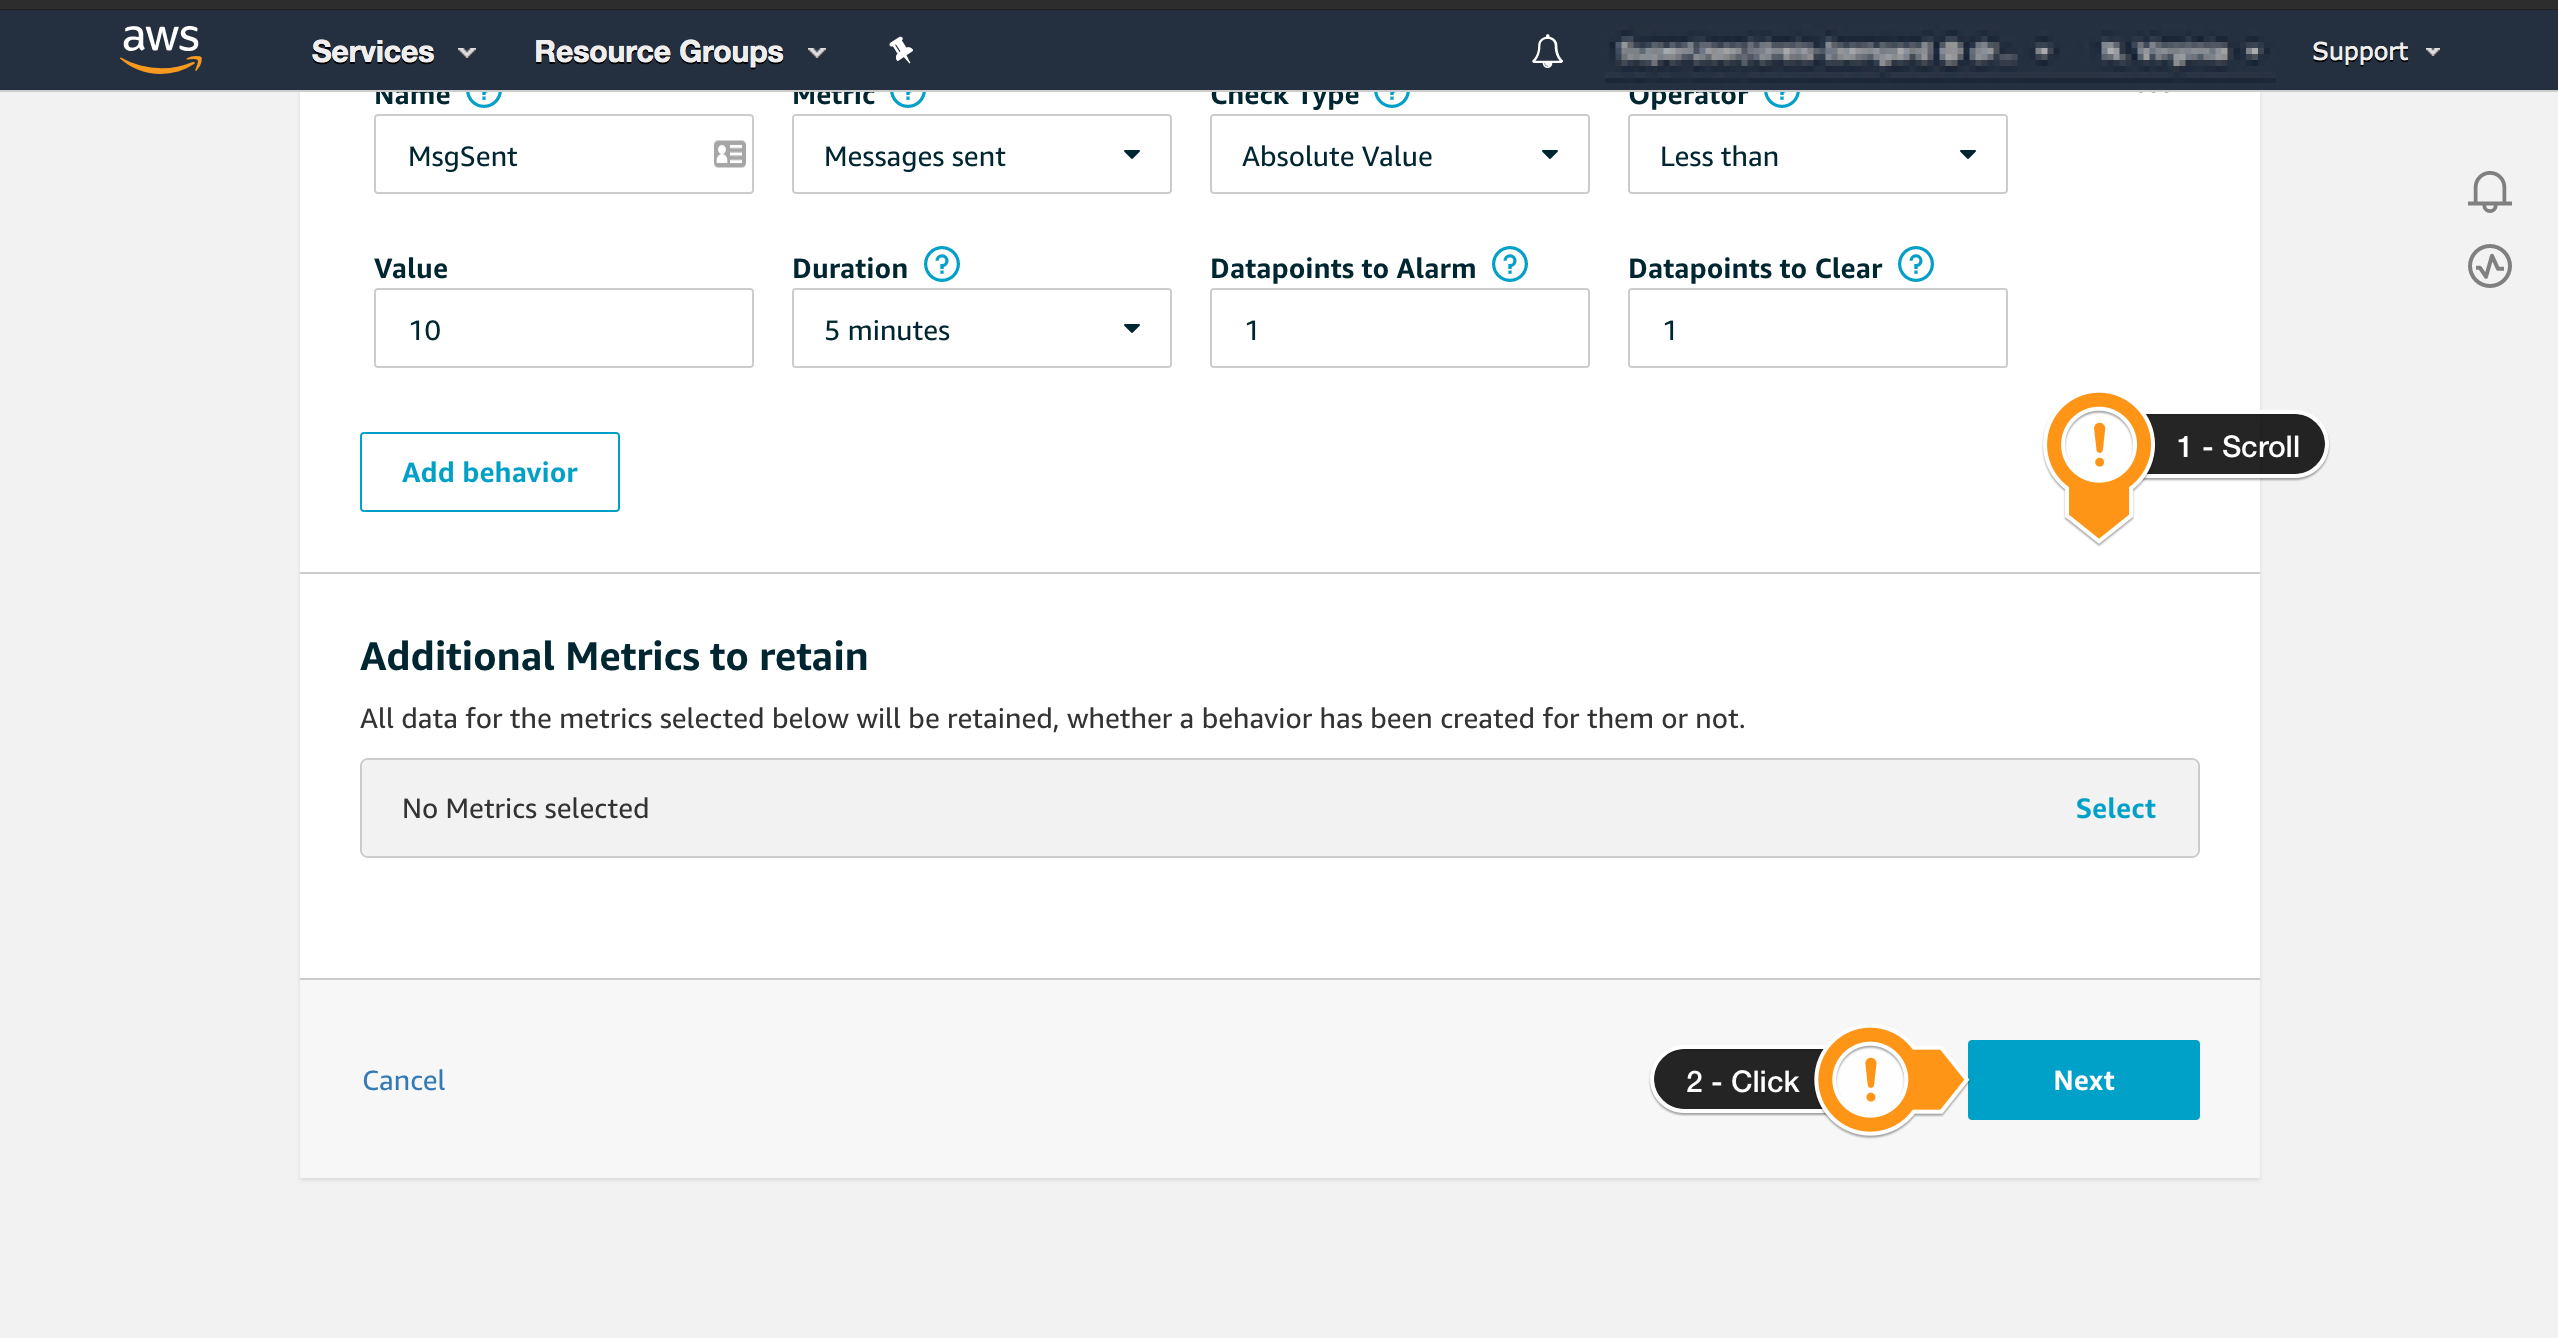 aws Services Resource Groups Support
Name ? Metric ? Check Type ? Operator ?
MsgSent Messages sent Absolute Value Less than
Value Duration ? Datapoints to Alarm ? Datapoints to Clear ?
10 5 minutes 1 1
! 1 - Scroll
Add behavior
Additional Metrics to retain
All data for the metrics selected below will be retained, whether a behavior has been created for them or not.
No Metrics selected Select
Cancel 2 - Click ! Next